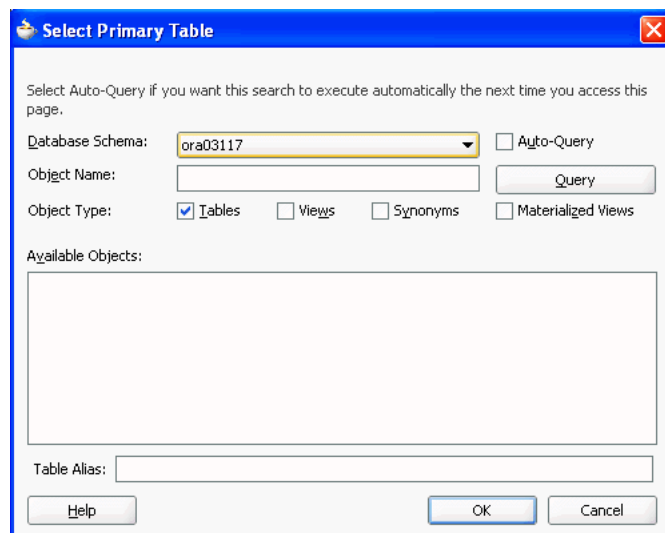 Select Primary Table
Select Auto-Query if you want this search to execute automatically the next time you access this
page.
Database Schema: ora03117 Auto-Query
Object Name: Query
Object Type: Tables Views Synonyms Materialized Views
Available Objects:
Table Alias:
Help OK Cancel